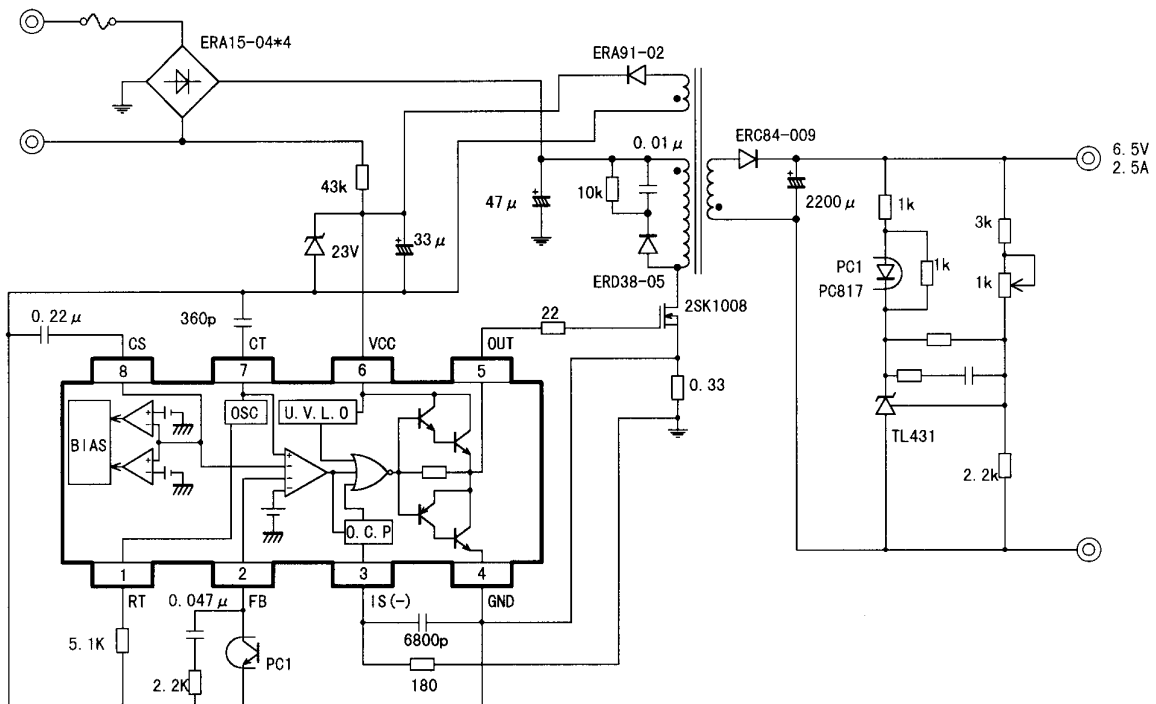 ERA15-04*4
ERA91-02
ERC84-009
0.01μ
6.5V
2.5A
43k
10k
47μ
2200μ
1k
3k
23V
33μ
PC1
PC817
1k
1k
ERD38-05
2SK1008
0.22μ
360p
22
CS
CT
VCC
OUT
0.33
8
7
6
5
OSC
U.V.L.O
BIAS
TL431
2.2k
O.C.P
1
2
3
4
RT
0.047μ
FB
IS(-)
GND
5.1K
6800p
PC1
2.2K
180